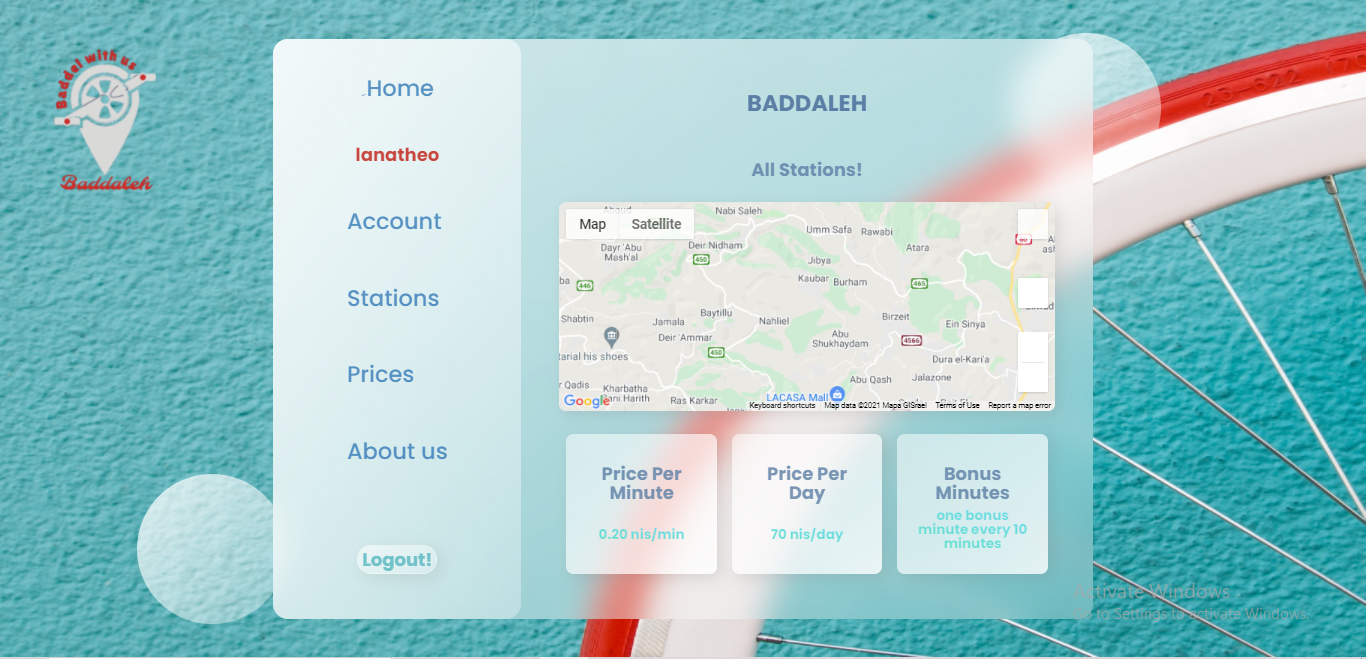 Baddel with us
Baddaleh
Home
lanatheo
Account
Stations
Prices
About us
Logout!
BADDALEH
All Stations!
Map
Satellite
Aboud
Nabi Saleh
Umm Safa
Rawabi
Dayr 'Abu
Mash'al
Deir Nidham
Atara
450
90
Jibya
Kaubar
Burham
446
465
Shabtin
Jamala
Baytillu
Nahliel
Birzeit
Ein Sinya
Deir 'Ammar
Abu
Shukhaydam
4566
tarial his shoes
450
Dura el-Kari'a
r Qadis
Kharbatha
Bani Harith
Ras Karkar
Abu Qash
Jalazone
LACASA Mall
Google
Keyboard shortcuts
Map data ©2021 Mapa GISrael
Terms of Use
Report a map error
Price Per
Minute
0.20 nis/min
Price Per
Day
70 nis/day
Bonus
Minutes
one bonus
minute every 10
minutes
23-622
Activate Windows
Go to Settings to activate Windows.